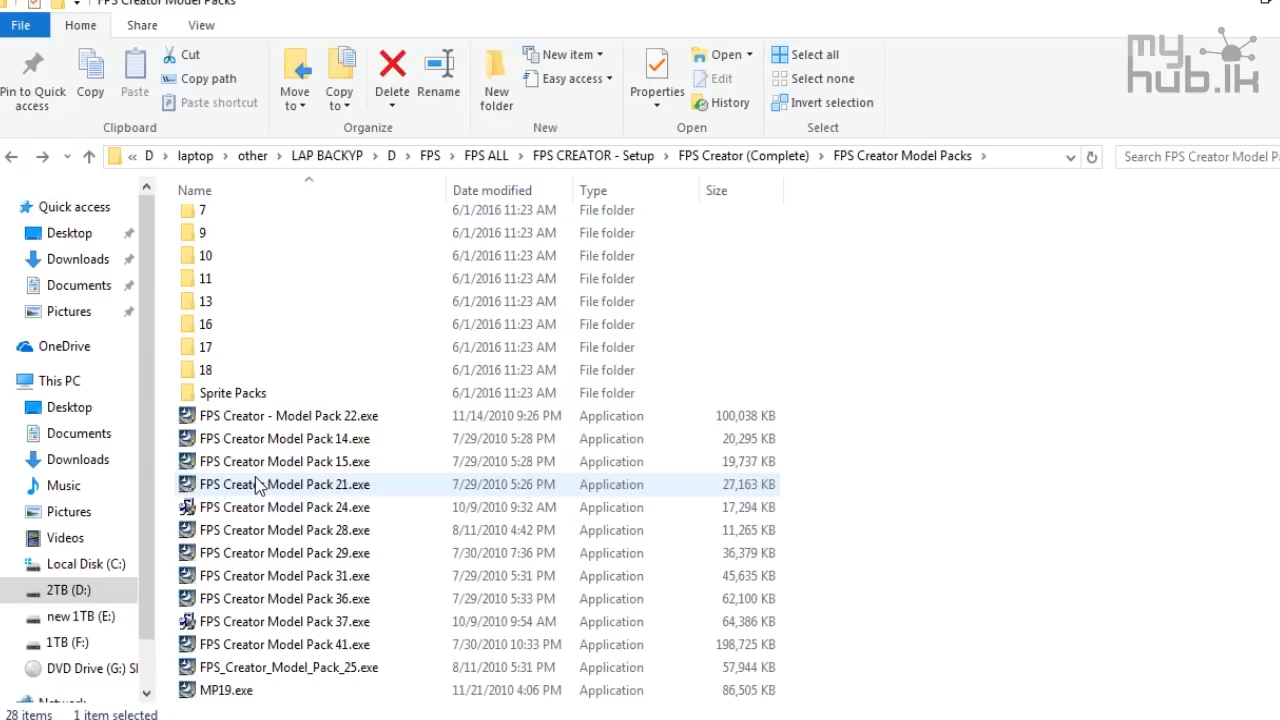 FPS Creator Model Packs
File Home Share View
Pin to Quick access
Copy
Paste
Cut
Copy path
Paste shortcut
Clipboard
Move to
Copy to
Delete
Rename
Organize
New folder
New item
Easy access
New
Properties
Open
Edit
History
Open
Select all
Select none
Invert selection
Select
myhub.lk
« D › laptop › other › LAP BACKYP › D › FPS › FPS ALL › FPS CREATOR - Setup › FPS Creator (Complete) › FPS Creator Model Packs ›
Search FPS Creator Model P
Quick access
Desktop
Downloads
Documents
Pictures
OneDrive
This PC
Desktop
Documents
Downloads
Music
Pictures
Videos
Local Disk (C:)
2TB (D:)
new 1TB (E:)
1TB (F:)
DVD Drive (G:) S
Network
Name Date modified Type Size
7 6/1/2016 11:23 AM File folder
9 6/1/2016 11:23 AM File folder
10 6/1/2016 11:23 AM File folder
11 6/1/2016 11:23 AM File folder
13 6/1/2016 11:23 AM File folder
16 6/1/2016 11:23 AM File folder
17 6/1/2016 11:23 AM File folder
18 6/1/2016 11:23 AM File folder
Sprite Packs 6/1/2016 11:23 AM File folder
FPS Creator - Model Pack 22.exe 11/14/2010 9:26 PM Application 100,038 KB
FPS Creator Model Pack 14.exe 7/29/2010 5:28 PM Application 20,295 KB
FPS Creator Model Pack 15.exe 7/29/2010 5:28 PM Application 19,737 KB
FPS Creator Model Pack 21.exe 7/29/2010 5:26 PM Application 27,163 KB
FPS Creator Model Pack 24.exe 10/9/2010 9:32 AM Application 17,294 KB
FPS Creator Model Pack 28.exe 8/11/2010 4:42 PM Application 11,265 KB
FPS Creator Model Pack 29.exe 7/30/2010 7:36 PM Application 36,379 KB
FPS Creator Model Pack 31.exe 7/29/2010 5:31 PM Application 45,635 KB
FPS Creator Model Pack 36.exe 7/29/2010 5:33 PM Application 62,100 KB
FPS Creator Model Pack 37.exe 10/9/2010 9:54 AM Application 64,386 KB
FPS Creator Model Pack 41.exe 7/30/2010 10:33 PM Application 198,725 KB
FPS_Creator_Model_Pack_25.exe 8/11/2010 5:31 PM Application 57,944 KB
MP19.exe 11/21/2010 4:06 PM Application 86,505 KB
28 items 1 item selected